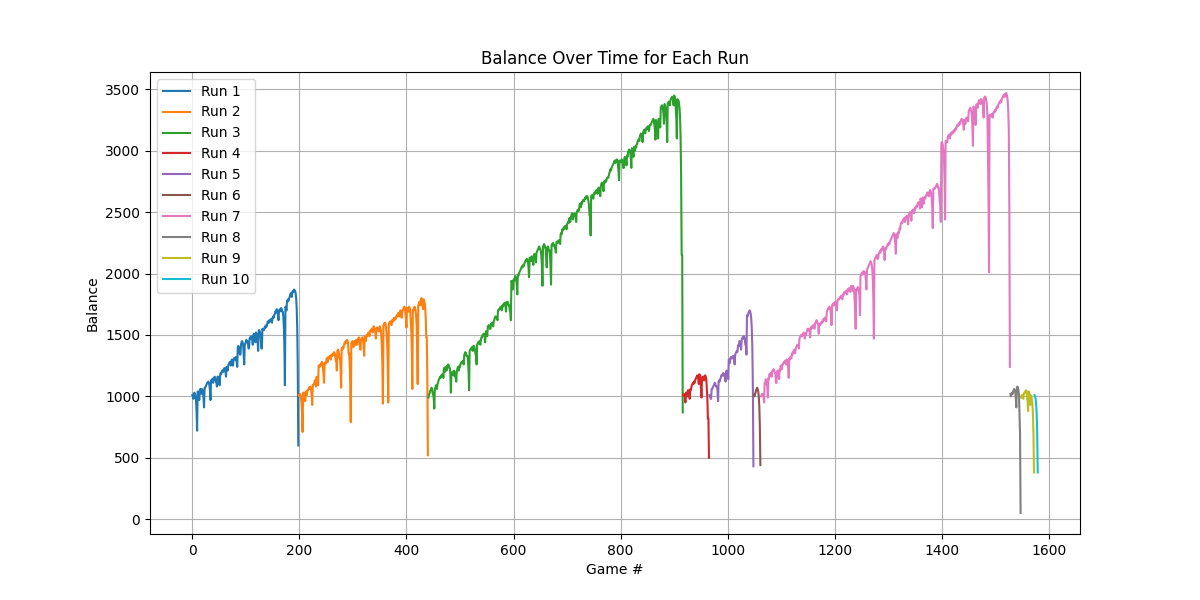 Balance Over Time for Each Run
Balance
3500
3000
2500
2000
1500
1000
500
0
Run 1
Run 2
Run 3
Run 4
Run 5
Run 6
Run 7
Run 8
Run 9
Run 10
0 200 400 600 800 1000 1200 1400 1600
Game #